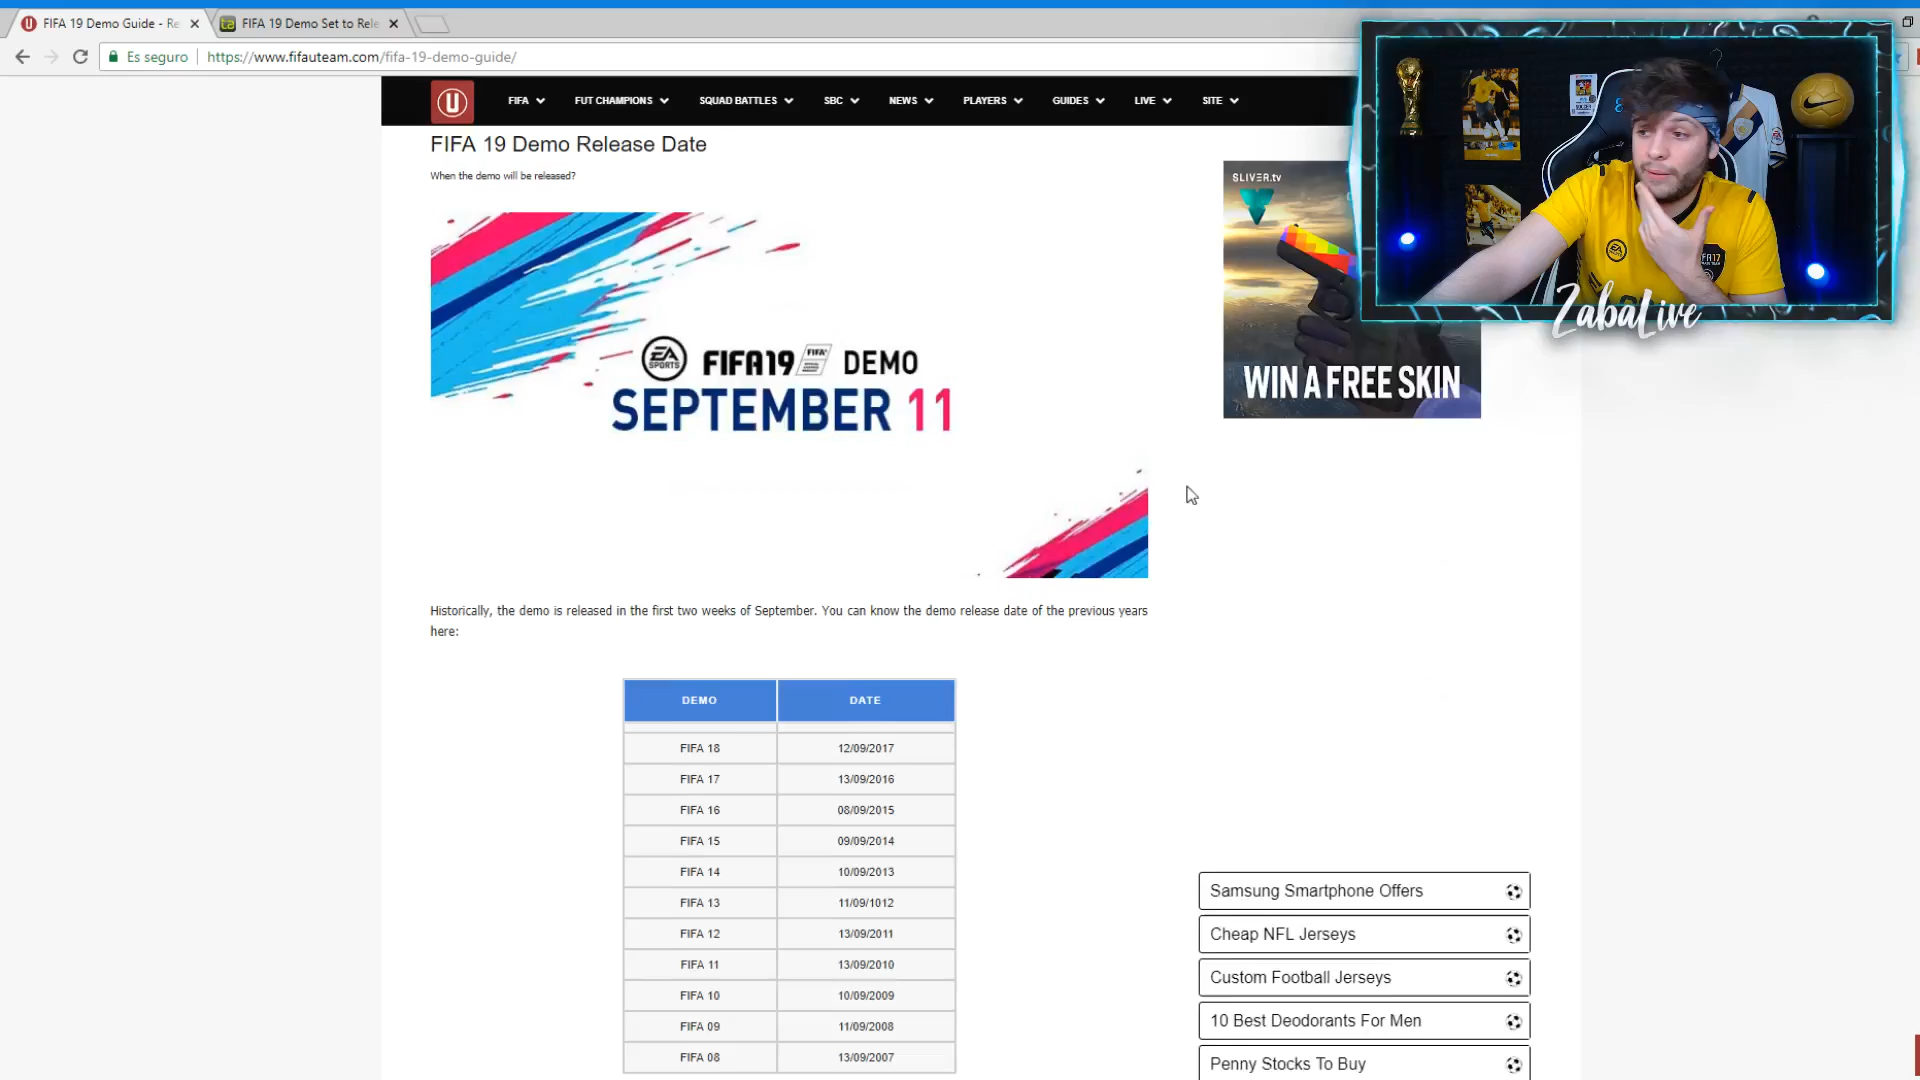 FIFA 19 Demo Guide - Re
FIFA 19 Demo Set to Rele
Es seguro
https://www.fifauteam.com/fifa-19-demo-guide/
FIFA
FUT CHAMPIONS
SQUAD BATTLES
SBC
NEWS
PLAYERS
GUIDES
LIVE
SITE
FIFA 19 Demo Release Date
When the demo will be released?
EA SPORTS
FIFA19 FIFA DEMO
SEPTEMBER 11
SLIVER.tv
WIN A FREE SKIN
ZabaLive
Historically, the demo is released in the first two weeks of September. You can know the demo release date of the previous years
here:
DEMO DATE
FIFA 18 12/09/2017
FIFA 17 13/09/2016
FIFA 16 08/09/2015
FIFA 15 09/09/2014
FIFA 14 10/09/2013
FIFA 13 11/09/1012
FIFA 12 13/09/2011
FIFA 11 13/09/2010
FIFA 10 10/09/2009
FIFA 09 11/09/2008
FIFA 08 13/09/2007
Samsung Smartphone Offers
Cheap NFL Jerseys
Custom Football Jerseys
10 Best Deodorants For Men
Penny Stocks To Buy